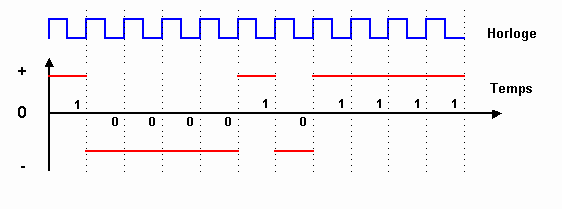 Horloge
+
Temps
1 1 1 1 1 1
0
0 0 0 0 0
-